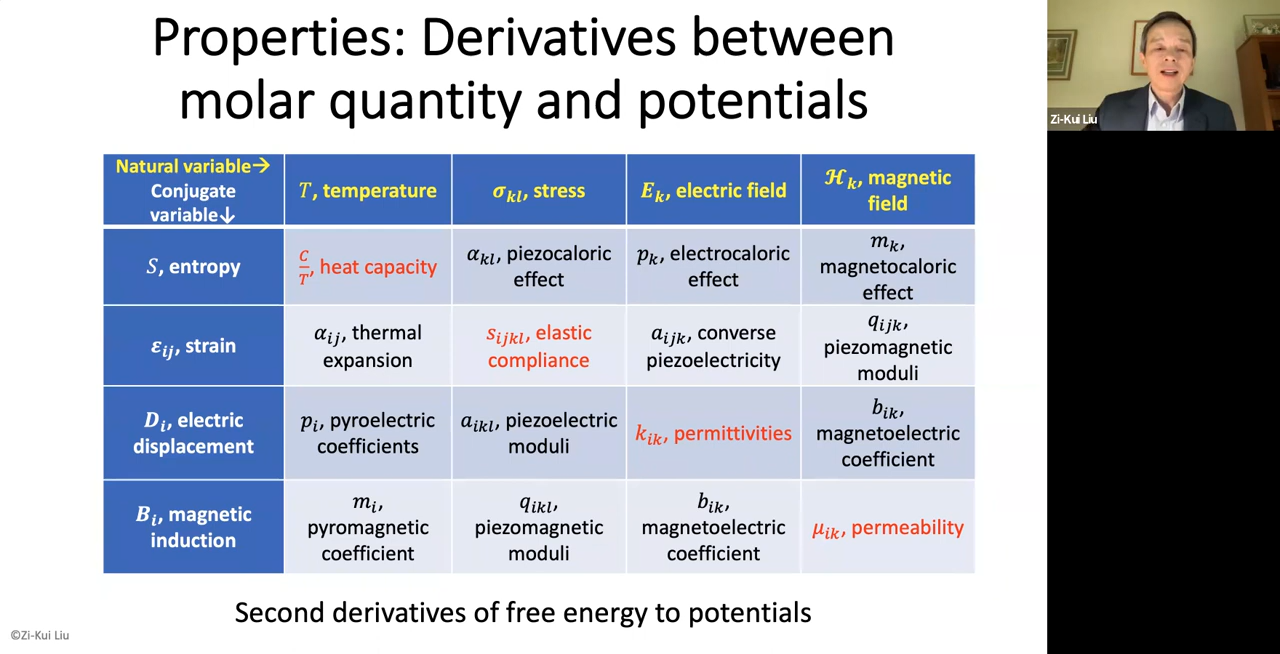 Properties: Derivatives between
molar quantity and potentials
Zi-Kui Liu
Natural variable→
Conjugate
variable↓
T, temperature
σₖₗ, stress
Eₖ, electric field
ℋₖ, magnetic
field
S, entropy
C/T, heat capacity
αₖₗ, piezocaloric
effect
pₖ, electrocaloric
effect
mₖ,
magnetocaloric
effect
εᵢⱼ, strain
αᵢⱼ, thermal
expansion
sᵢⱼₖₗ, elastic
compliance
aᵢⱼₖ, converse
piezoelectricity
qᵢⱼₖ,
piezomagnetic
moduli
Dᵢ, electric
displacement
pᵢ, pyroelectric
coefficients
aᵢₖₗ, piezoelectric
moduli
kᵢₖ, permittivities
bᵢₖ,
magnetoelectric
coefficient
Bᵢ, magnetic
induction
mᵢ,
pyromagnetic
coefficient
qᵢₖₗ,
piezomagnetic
moduli
bᵢₖ,
magnetoelectric
coefficient
μᵢₖ, permeability
Second derivatives of free energy to potentials
©Zi-Kui Liu